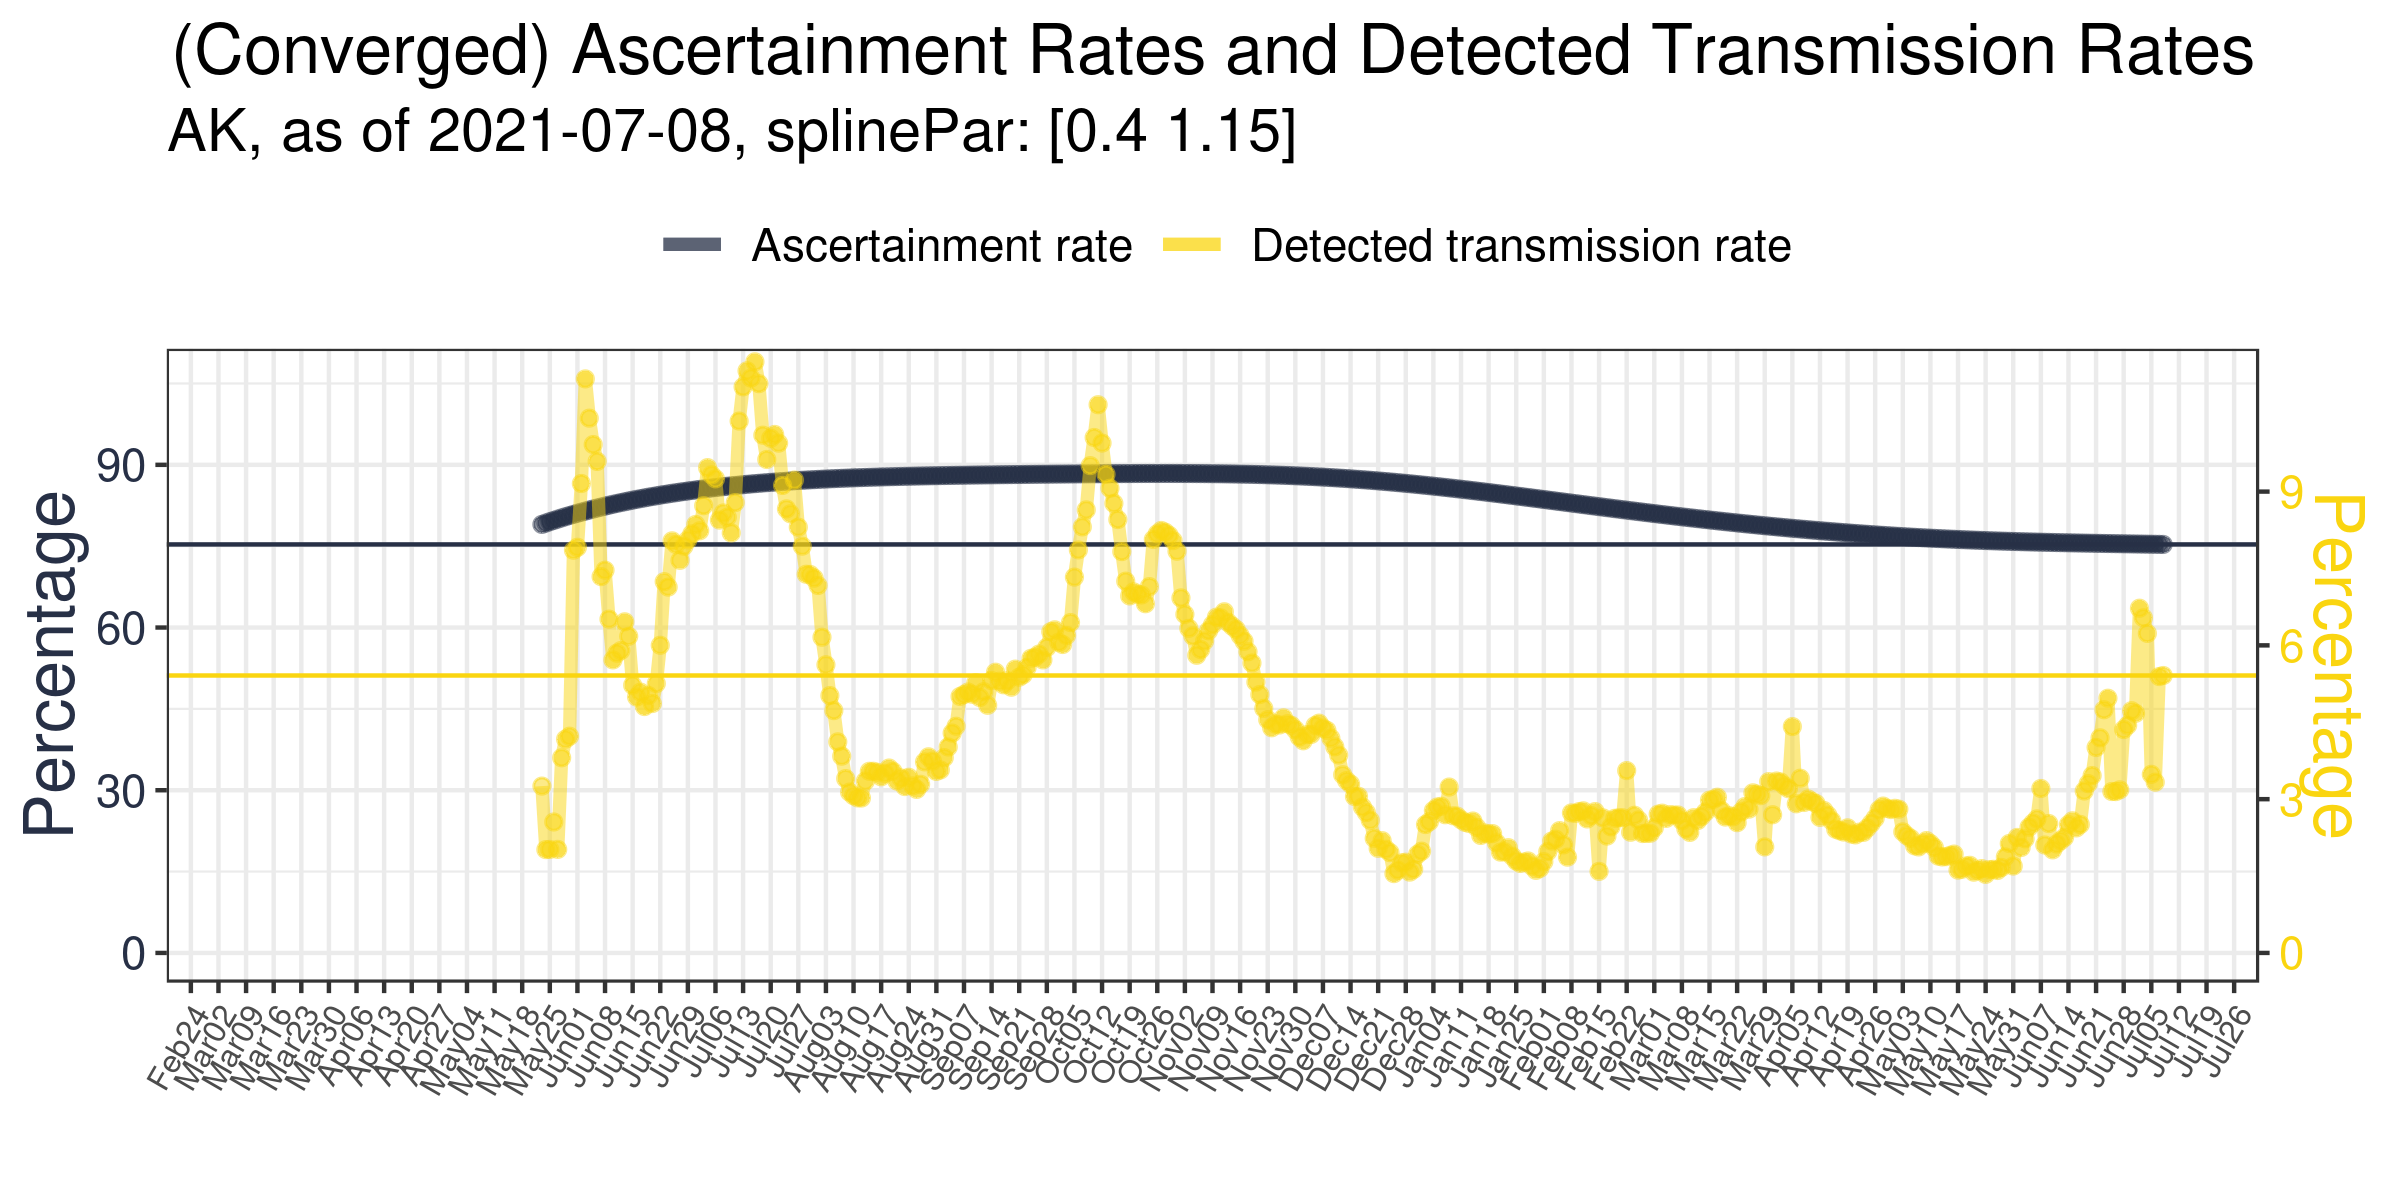 (Converged) Ascertainment Rates and Detected Transmission Rates
AK, as of 2021-07-08, splinePar: [0.4 1.15]
Ascertainment rate Detected transmission rate
Percentage
90
60
30
0
9
6
3
0
Percentage
Feb24 Mar02 Mar09 Mar16 Mar23 Mar30 Apr06 Apr13 Apr20 Apr27 May04 May11 May18 May25 Jun01 Jun08 Jun15 Jun22 Jun29 Jul06 Jul13 Jul20 Jul27 Aug03 Aug10 Aug17 Aug24 Aug31 Sep07 Sep14 Sep21 Sep28 Oct05 Oct12 Oct19 Oct26 Nov02 Nov09 Nov16 Nov23 Nov30 Dec07 Dec14 Dec21 Dec28 Jan04 Jan11 Jan18 Jan25 Feb01 Feb08 Feb15 Feb22 Mar01 Mar08 Mar15 Mar22 Mar29 Apr05 Apr12 Apr19 Apr26 May03 May10 May17 May24 May31 Jun07 Jun14 Jun21 Jun28 Jul05 Jul12 Jul19 Jul26